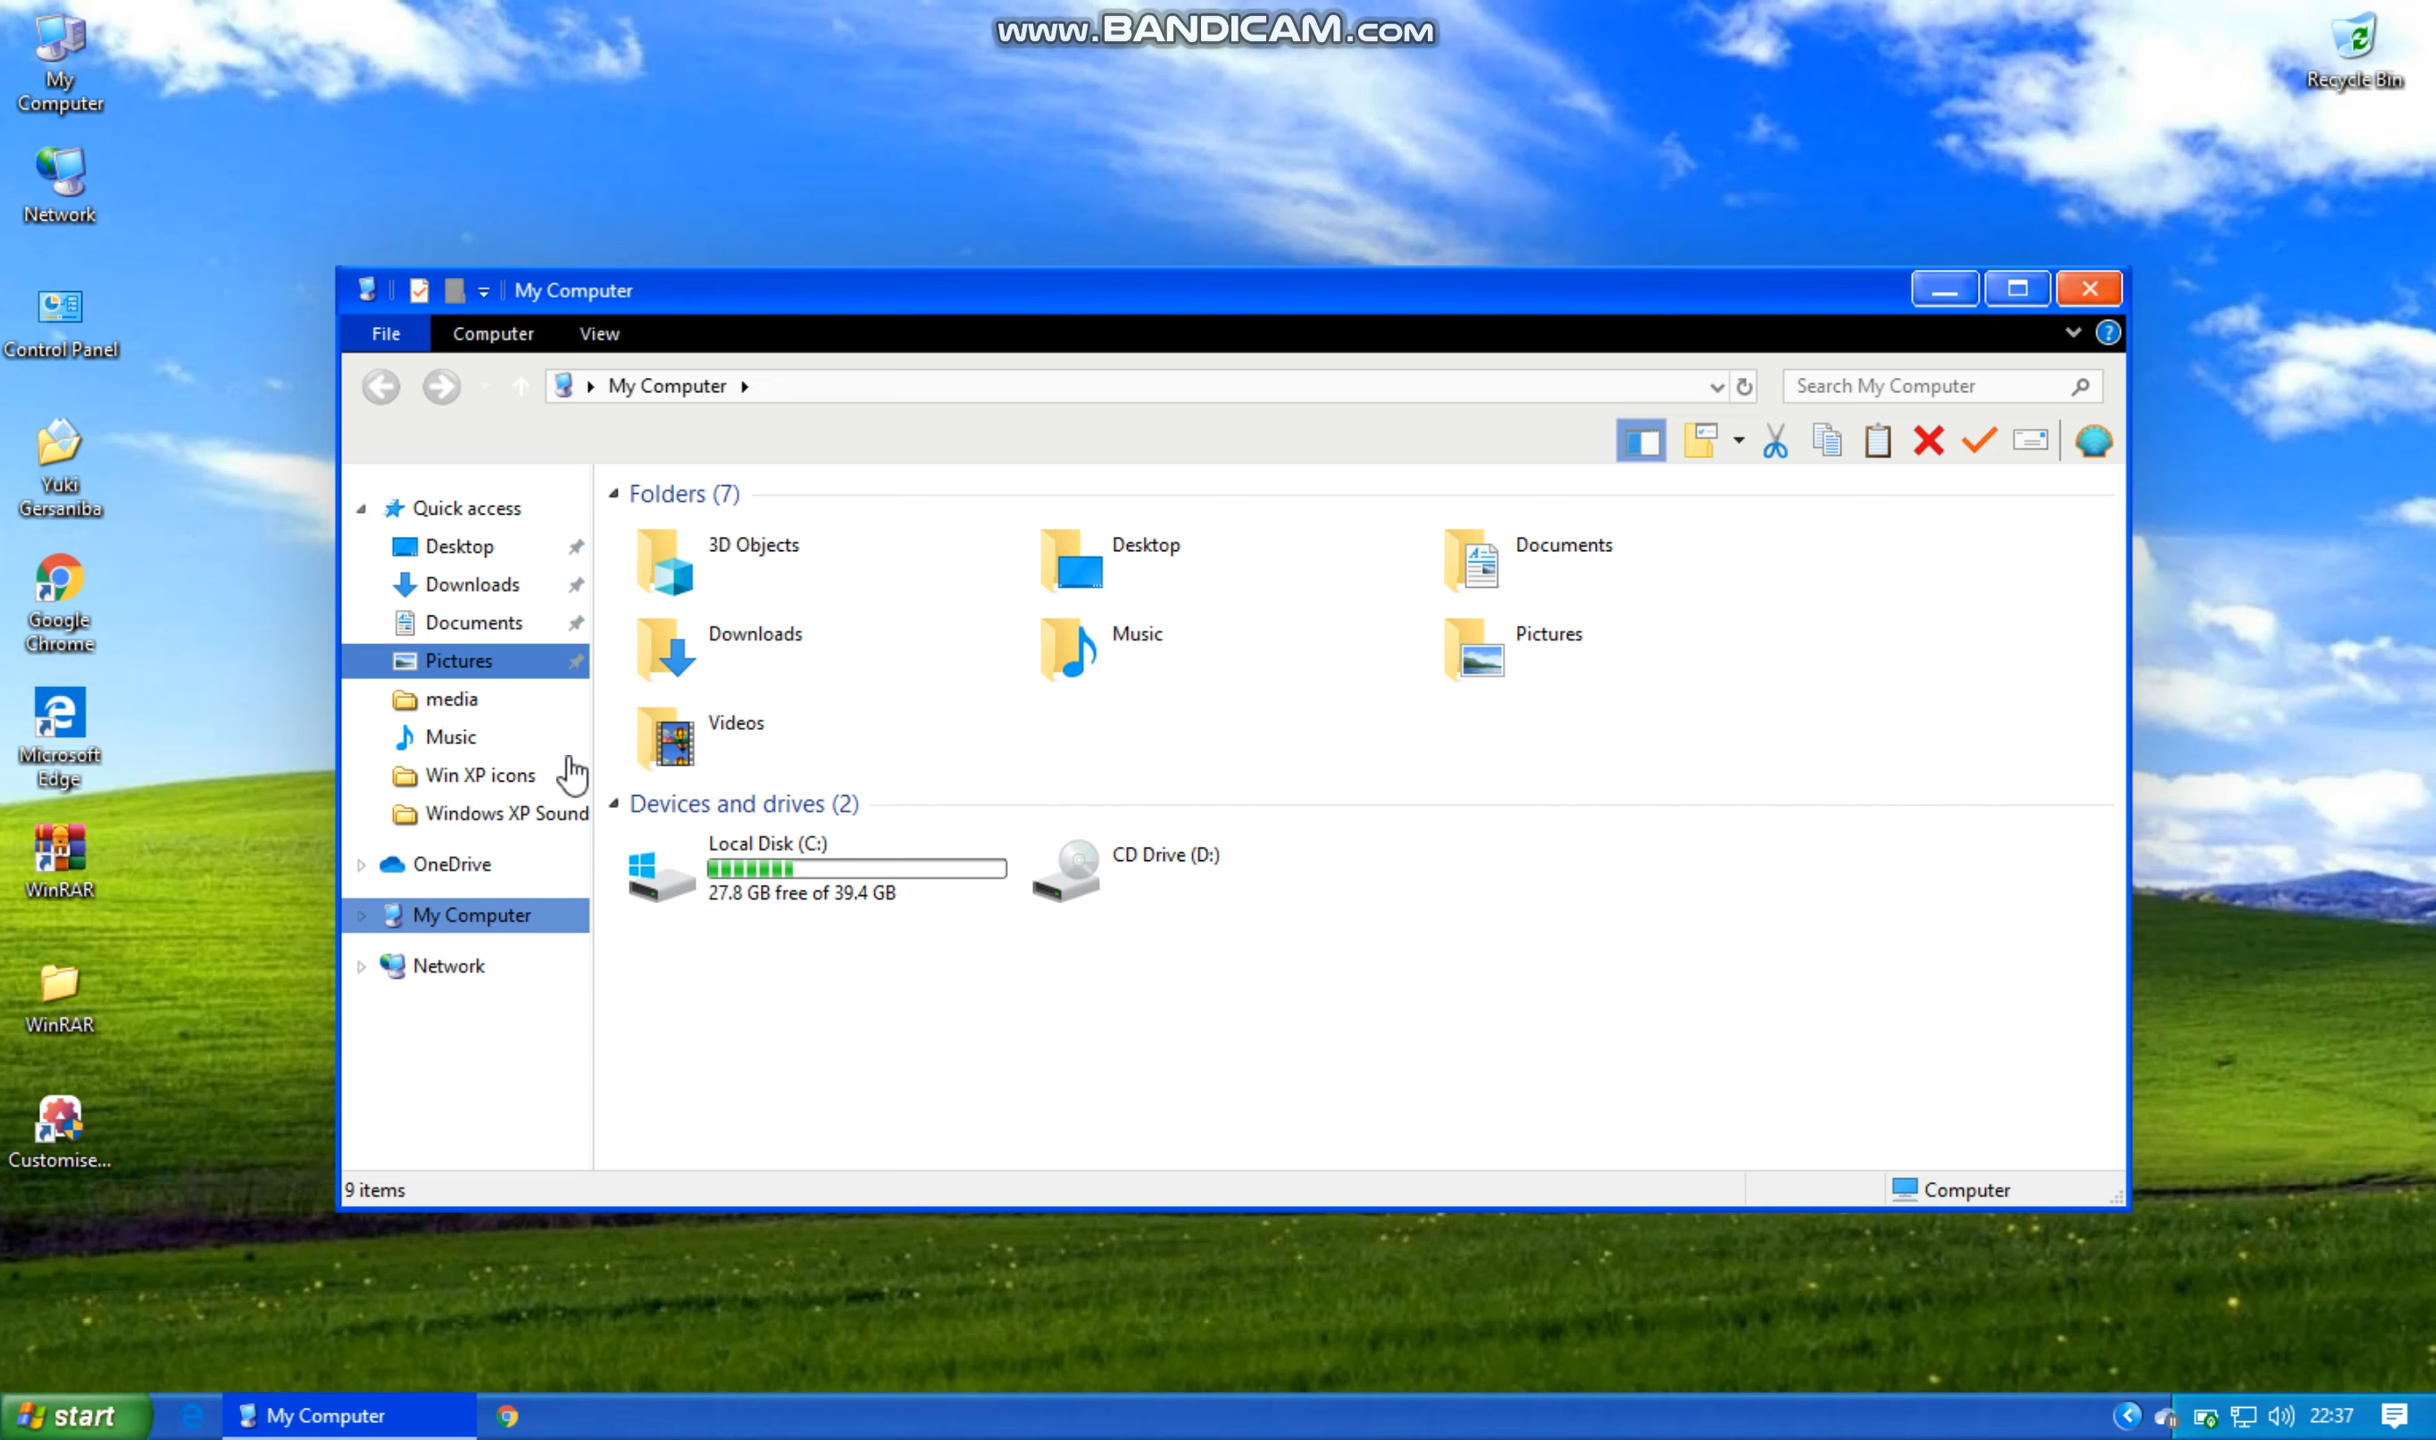 www.BANDICAM.com
My
Computer
Recycle Bin
Network
Control Panel
Yuki
Gersaniba
Google
Chrome
Microsoft
Edge
WinRAR
WinRAR
Customise...
My Computer
File
Computer
View
My Computer
Search My Computer
Quick access
Desktop
Downloads
Documents
Pictures
media
Music
Win XP icons
Windows XP Sound
OneDrive
My Computer
Network
Folders (7)
3D Objects
Desktop
Documents
Downloads
Music
Pictures
Videos
Devices and drives (2)
Local Disk (C:)
27.8 GB free of 39.4 GB
CD Drive (D:)
9 items
Computer
start
My Computer
22:37